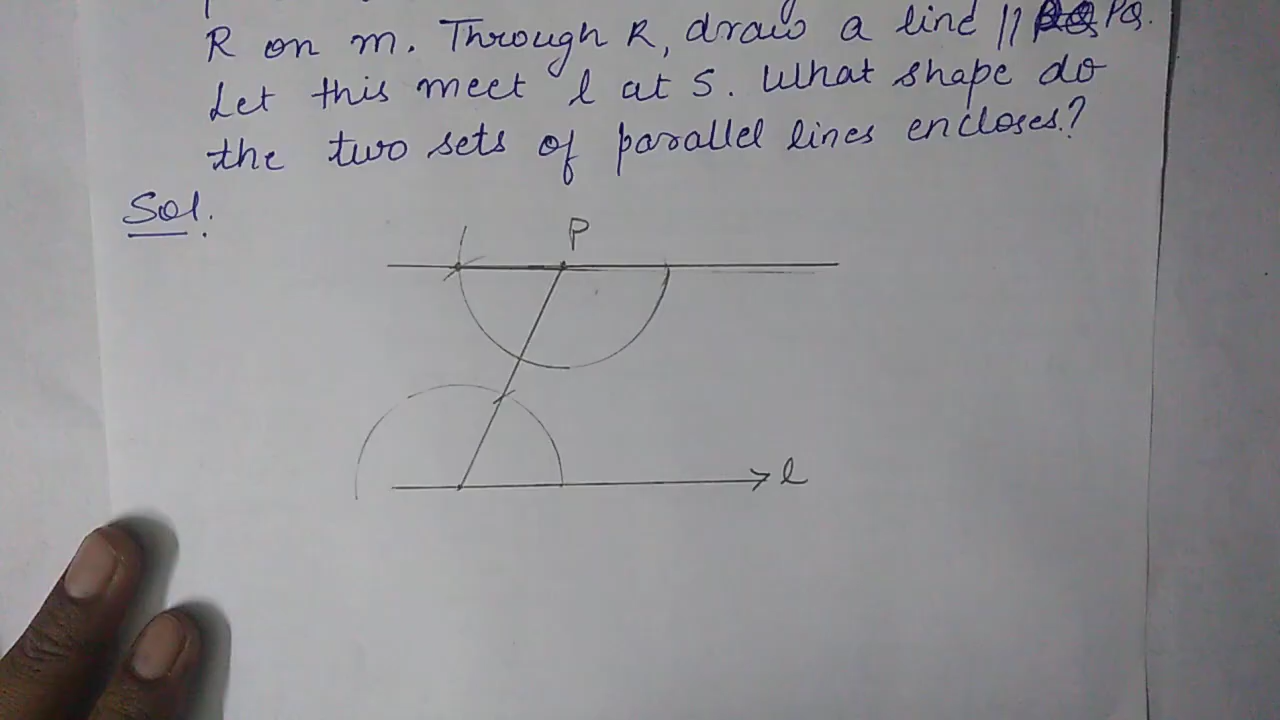 R on m. Through R, draw a line || PQ.
Let this meet l at S. What shape do
the two sets of parallel lines encloses?
Sol.
P
l